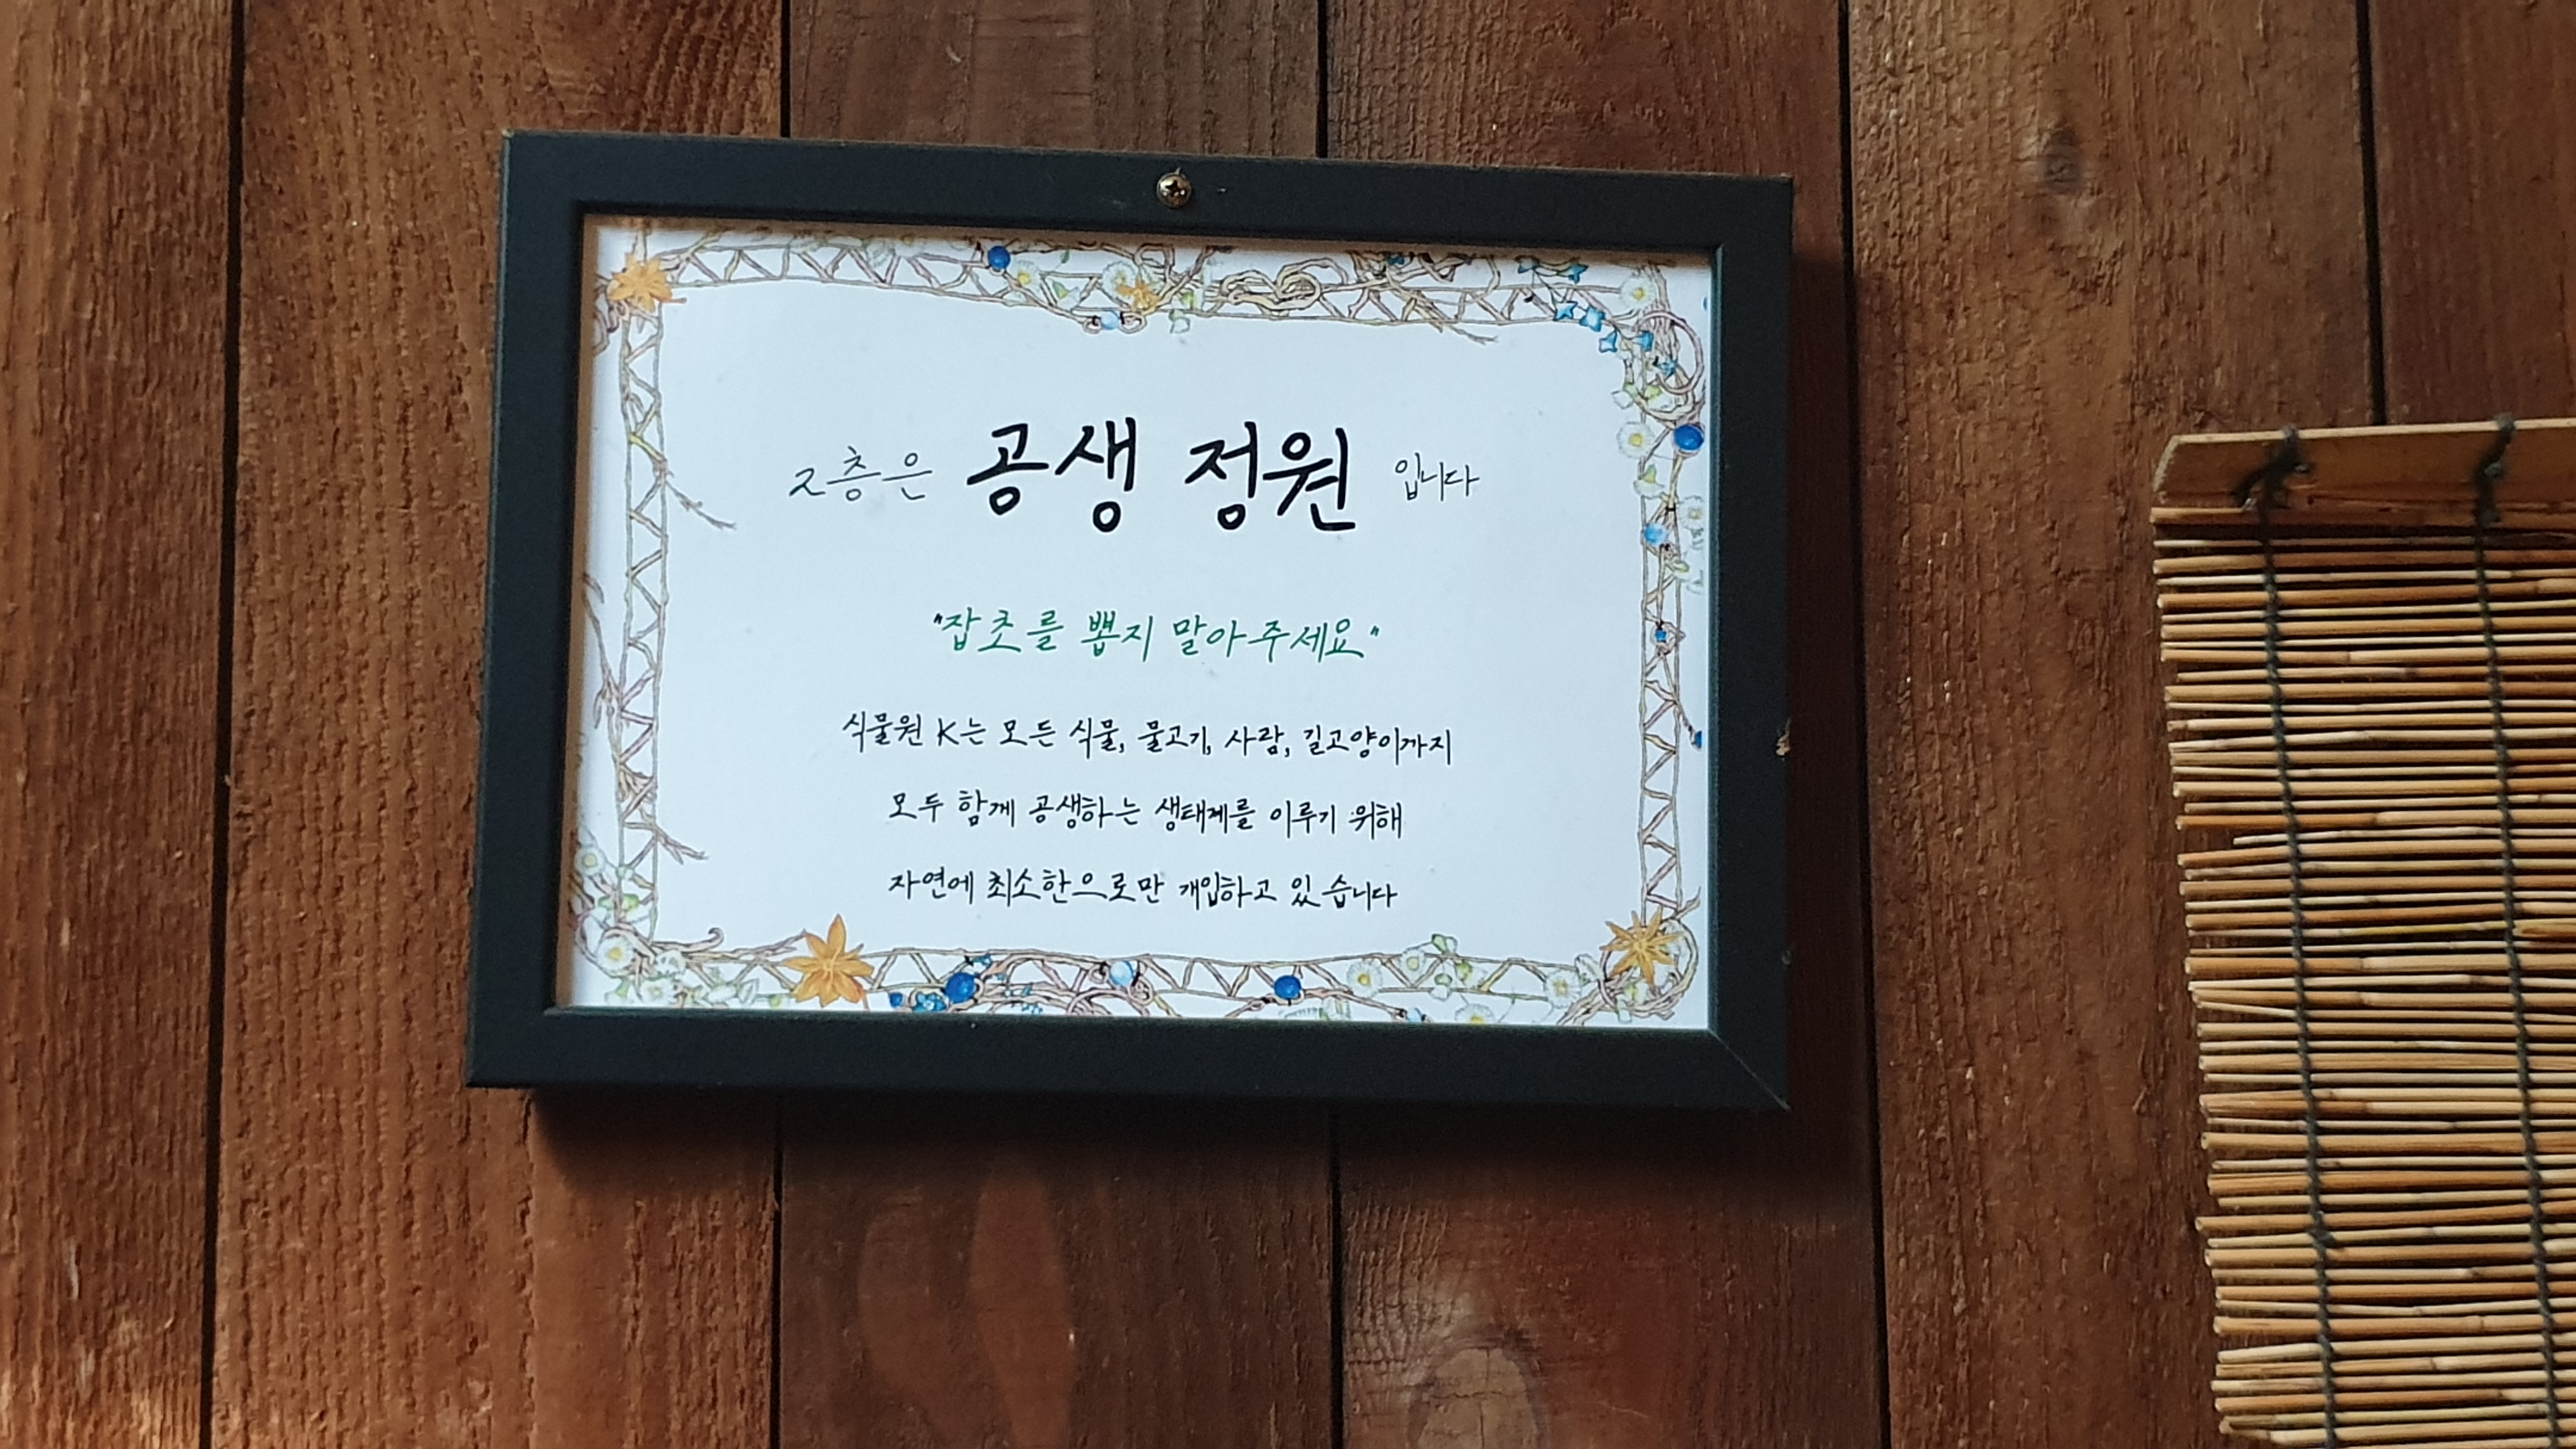 2층은 공생 정원 입니다
"잡초를 뽑지 말아주세요"
식물원 K는 모든 식물, 물고기, 사람, 길고양이까지
모두 함께 공생하는 생태계를 이루기 위해
자연에 최소한으로만 개입하고 있습니다